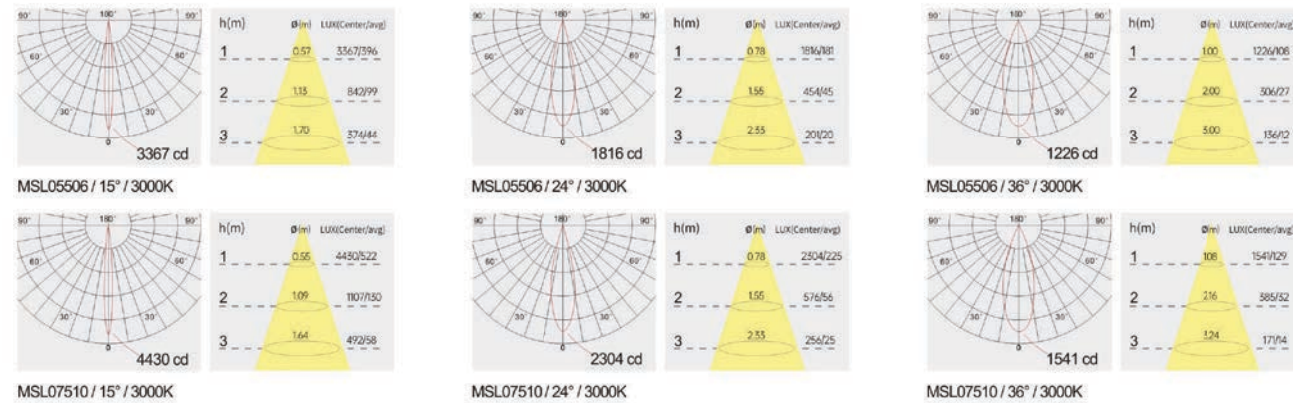 180°
90°
90°
60°
60°
30°
30°
0
3367 cd
h(m) Ø(m) LUX(Center/avg)
1 0.57 3367/396
2 1.13 842/99
3 1.70 374/44
MSL05506 / 15° / 3000K
180°
90°
90°
60°
60°
30°
30°
0
1816 cd
h(m) Ø(m) LUX(Center/avg)
1 0.78 1816/181
2 1.55 454/45
3 2.33 201/20
MSL05506 / 24° / 3000K
180°
90°
90°
60°
60°
30°
30°
0
1226 cd
h(m) Ø(m) LUX(Center/avg)
1 1.00 1226/108
2 2.00 306/27
3 3.00 136/12
MSL05506 / 36° / 3000K
180°
90°
90°
60°
60°
30°
30°
0
4430 cd
h(m) Ø(m) LUX(Center/avg)
1 0.55 4430/522
2 1.09 1107/130
3 1.64 492/58
MSL07510 / 15° / 3000K
180°
90°
90°
60°
60°
30°
30°
0
2304 cd
h(m) Ø(m) LUX(Center/avg)
1 0.78 2304/225
2 1.55 576/56
3 2.33 256/25
MSL07510 / 24° / 3000K
180°
90°
90°
60°
60°
30°
30°
0
1541 cd
h(m) Ø(m) LUX(Center/avg)
1 1.08 1541/129
2 2.16 385/32
3 3.24 171/14
MSL07510 / 36° / 3000K